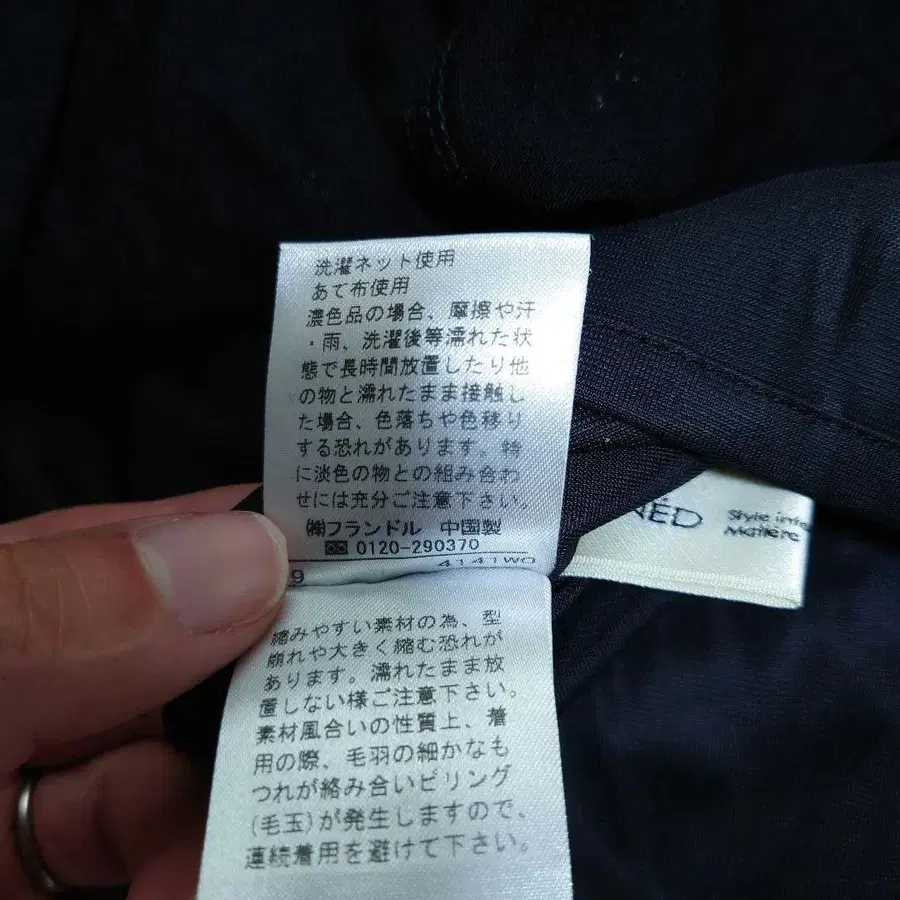 洗濯ネット使用
あて布使用
濃色品の場合、摩擦や汗
・雨、洗濯後等濡れた状
態で長時間放置したり他
の物と濡れたまま接触し
た場合、色落ちや色移り
する恐れがあります。特
に淡色の物との組み合わ
せには充分ご注意下さい。
㈱フランドル 中国製
0120-290370
9 4141WO
縮みやすい素材の為、型
崩れや大きく縮む恐れが
あります。濡れたまま放
置しない様ご注意下さい。
素材風合いの性質上、着
用の際、毛羽の細かなも
つれが絡み合いピリング
(毛玉)が発生しますので、
連続着用を避けて下さい。
NED
Style inte
Matiere